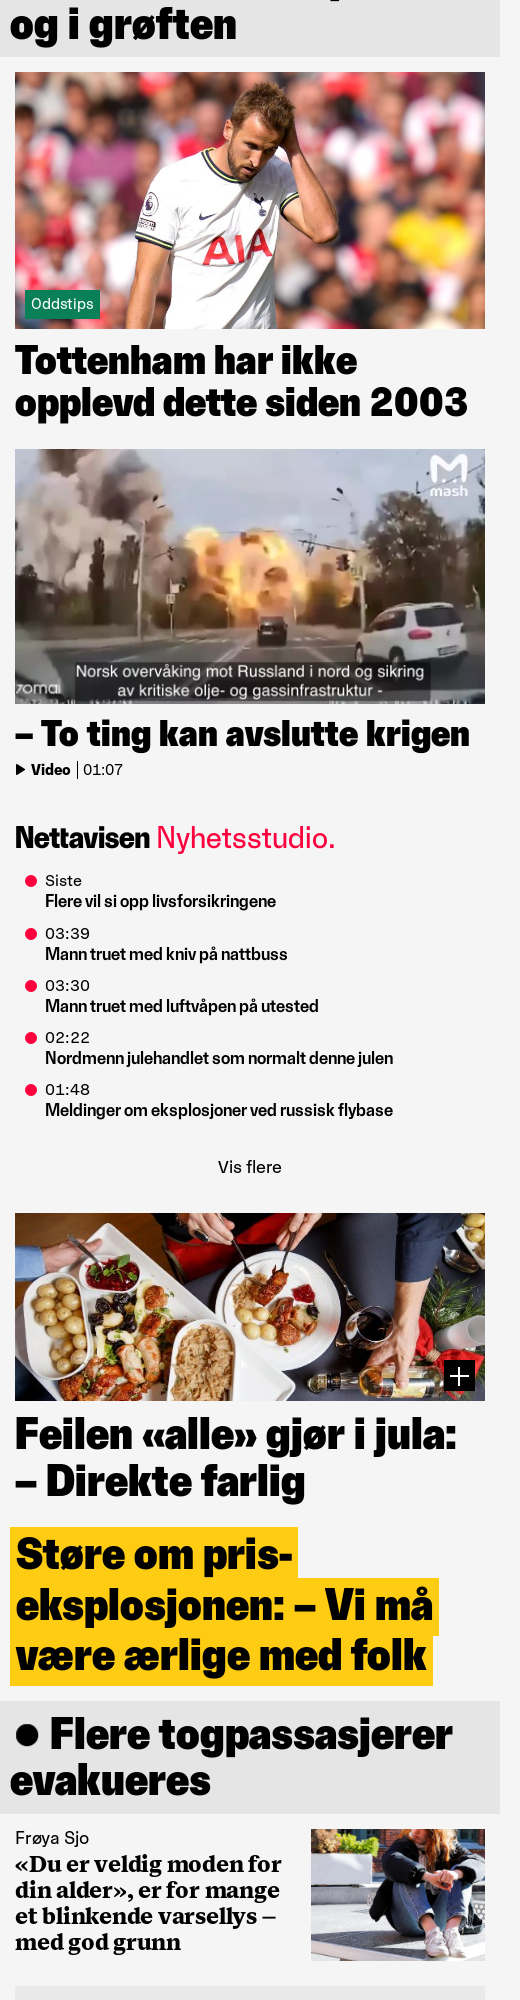 og i grøften
AIA
Oddstips
Tottenham har ikke
opplevd dette siden 2003
mash
70mai
Norsk overvåking mot Russland i nord og sikring
av kritiske olje- og gassinfrastruktur -
– To ting kan avslutte krigen
Video | 01:07
Nettavisen Nyhetsstudio.
Siste
Flere vil si opp livsforsikringene
03:39
Mann truet med kniv på nattbuss
03:30
Mann truet med luftvåpen på utested
02:22
Nordmenn julehandlet som normalt denne julen
01:48
Meldinger om eksplosjoner ved russisk flybase
Vis flere
Feilen «alle» gjør i jula:
– Direkte farlig
Støre om pris-
eksplosjonen: – Vi må
være ærlige med folk
● Flere togpassasjerer
evakueres
Frøya Sjo
«Du er veldig moden for
din alder», er for mange
et blinkende varsellys –
med god grunn